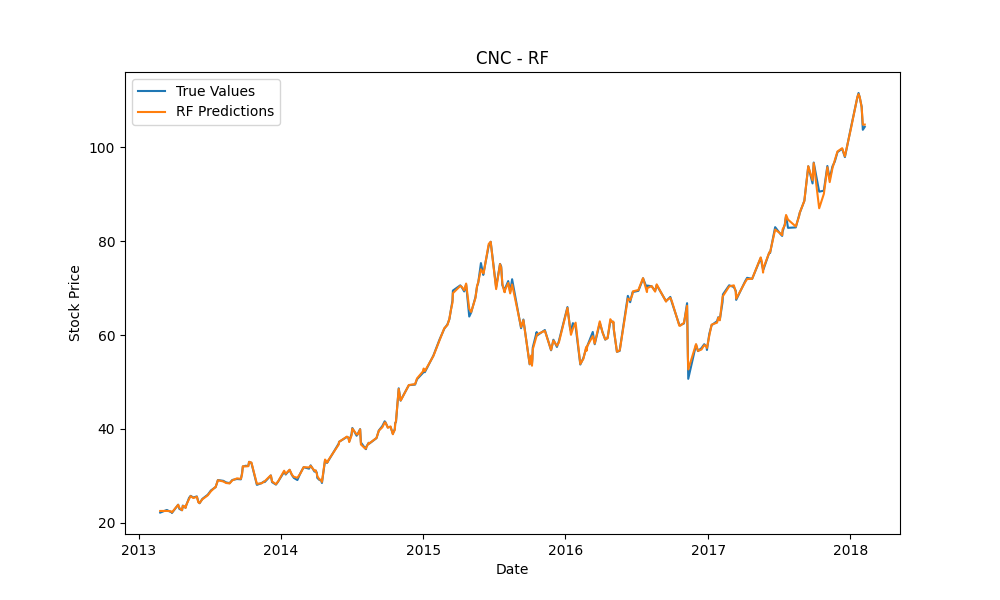 CNC - RF
True Values
RF Predictions
Stock Price
100
80
60
40
20
2013
2014
2015
2016
2017
2018
Date